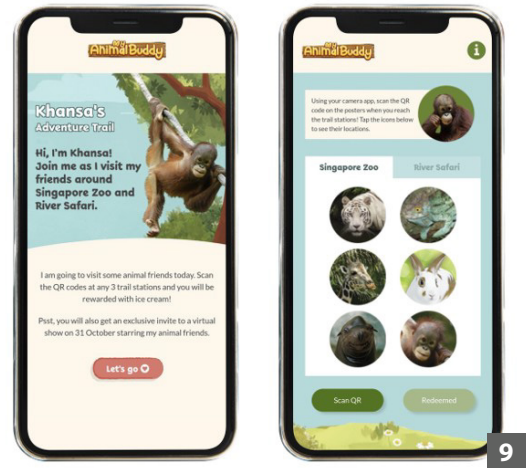 My
AnimalBuddy
Khansa's
Adventure Trail
Hi, I'm Khansa!
Join me as I visit my
friends around
Singapore Zoo and
River Safari.
I am going to visit some animal friends today. Scan
the QR codes at any 3 trail stations and you will be
rewarded with ice cream!
Psst, you will also get an exclusive invite to a virtual
show on 31 October starring my animal friends.
Let's go
My
AnimalBuddy
i
Using your camera app, scan the QR
code on the posters when you reach
the trail stations! Tap the icons below
to see their locations.
Singapore Zoo
River Safari
Scan QR
Redeemed
9